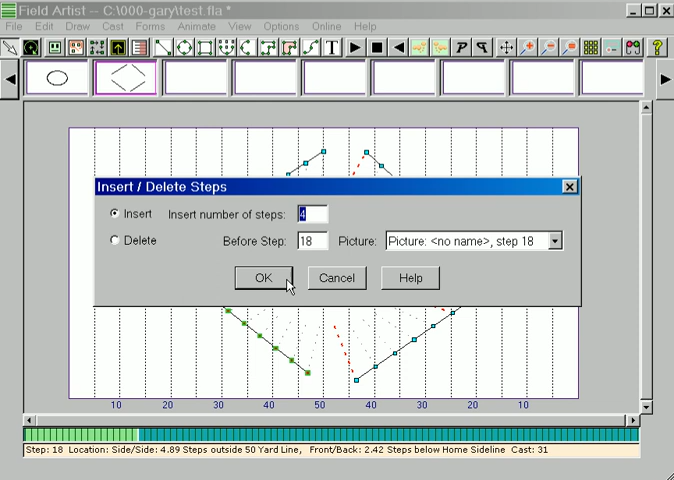 Field Artist -- C:\000-gary\test.fla *
File Edit Draw Cast Forms Animate View Options Online Help
T P P ?
Insert / Delete Steps
Insert Insert number of steps: 4
Delete Before Step: 18 Picture: Picture: <no name>, step 18
OK Cancel Help
10 20 30 40 50 40 30 20 10
Step: 18 Location: Side/Side: 4.89 Steps outside 50 Yard Line, Front/Back: 2.42 Steps below Home Sideline Cast: 31